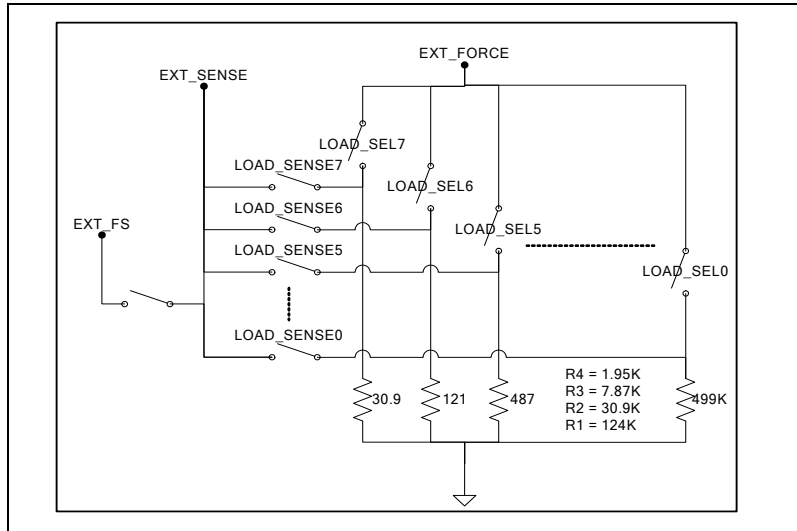 EXT_FORCE
EXT_SENSE
LOAD_SEL7
LOAD_SENSE7
LOAD_SEL6
LOAD_SENSE6
EXT_FS
LOAD_SEL5
LOAD_SENSE5
LOAD_SEL0
LOAD_SENSE0
R4 = 1.95K
R3 = 7.87K
R2 = 30.9K
R1 = 124K
30.9
121
487
499K